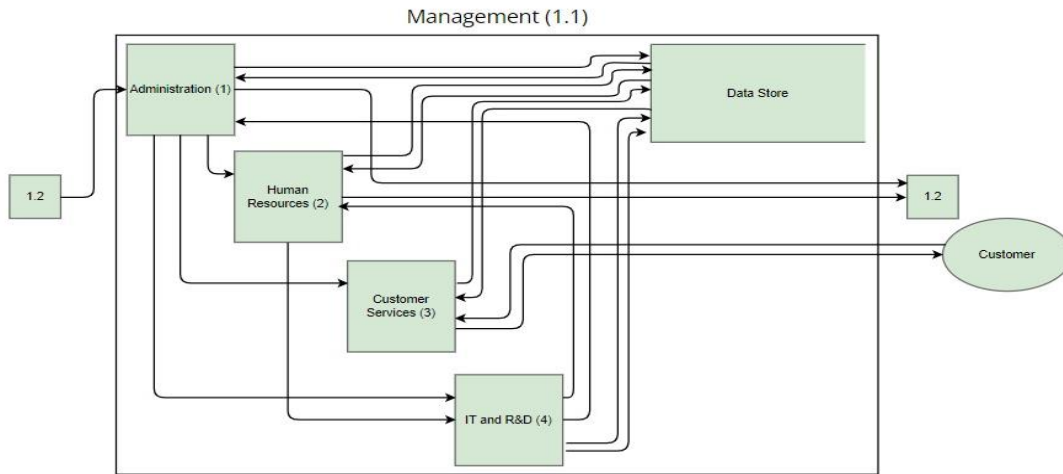 Management (1.1)
Administration (1)
Data Store
Human
Resources (2)
1.2
1.2
Customer
Customer
Services (3)
IT and R&D (4)